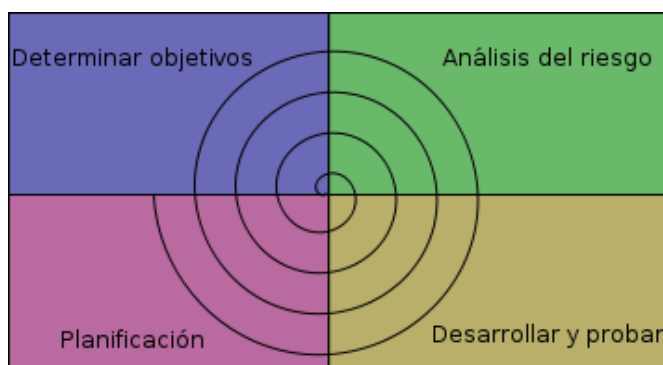 Determinar objetivos
Análisis del riesgo
Planificación
Desarrollar y probar